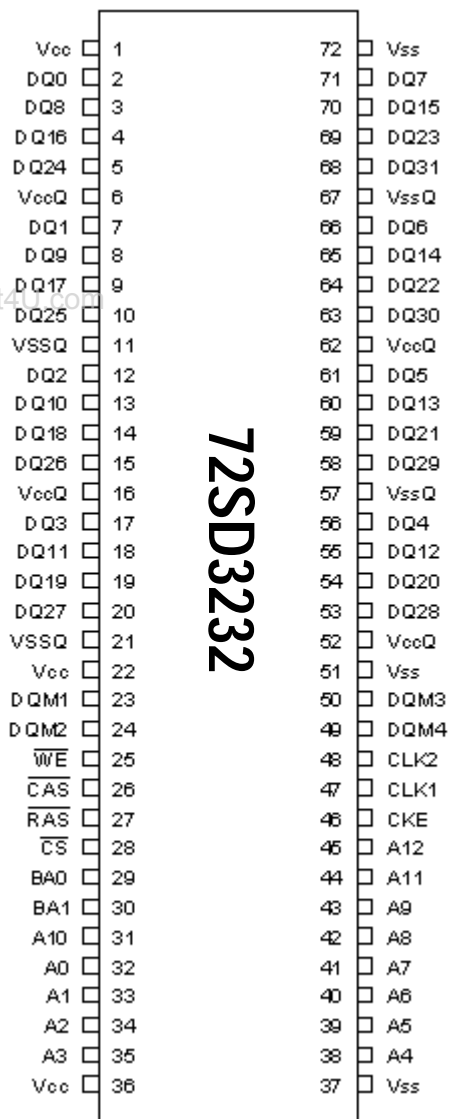 Vcc 1 72 Vss
DQ0 2 71 DQ7
DQ8 3 70 DQ15
DQ16 4 69 DQ23
DQ24 5 68 DQ31
VccQ 6 67 VssQ
DQ1 7 66 DQ6
DQ9 8 65 DQ14
DQ17 9 64 DQ22
t4U.com
DQ25 10 63 DQ30
VSSQ 11 62 VccQ
DQ2 12 61 DQ5
DQ10 13 60 DQ13
DQ18 14 59 DQ21
DQ26 15 58 DQ29
VccQ 16 57 VssQ
DQ3 17 56 DQ4
DQ11 18 55 DQ12
DQ19 19 54 DQ20
DQ27 20 53 DQ28
VSSQ 21 52 VccQ
Vcc 22 51 Vss
DQM1 23 50 DQM3
DQM2 24 49 DQM4
WE 25 48 CLK2
CAS 26 47 CLK1
RAS 27 46 CKE
CS 28 45 A12
BA0 29 44 A11
BA1 30 43 A9
A10 31 42 A8
A0 32 41 A7
A1 33 40 A6
A2 34 39 A5
A3 35 38 A4
Vcc 36 37 Vss
72SD3232